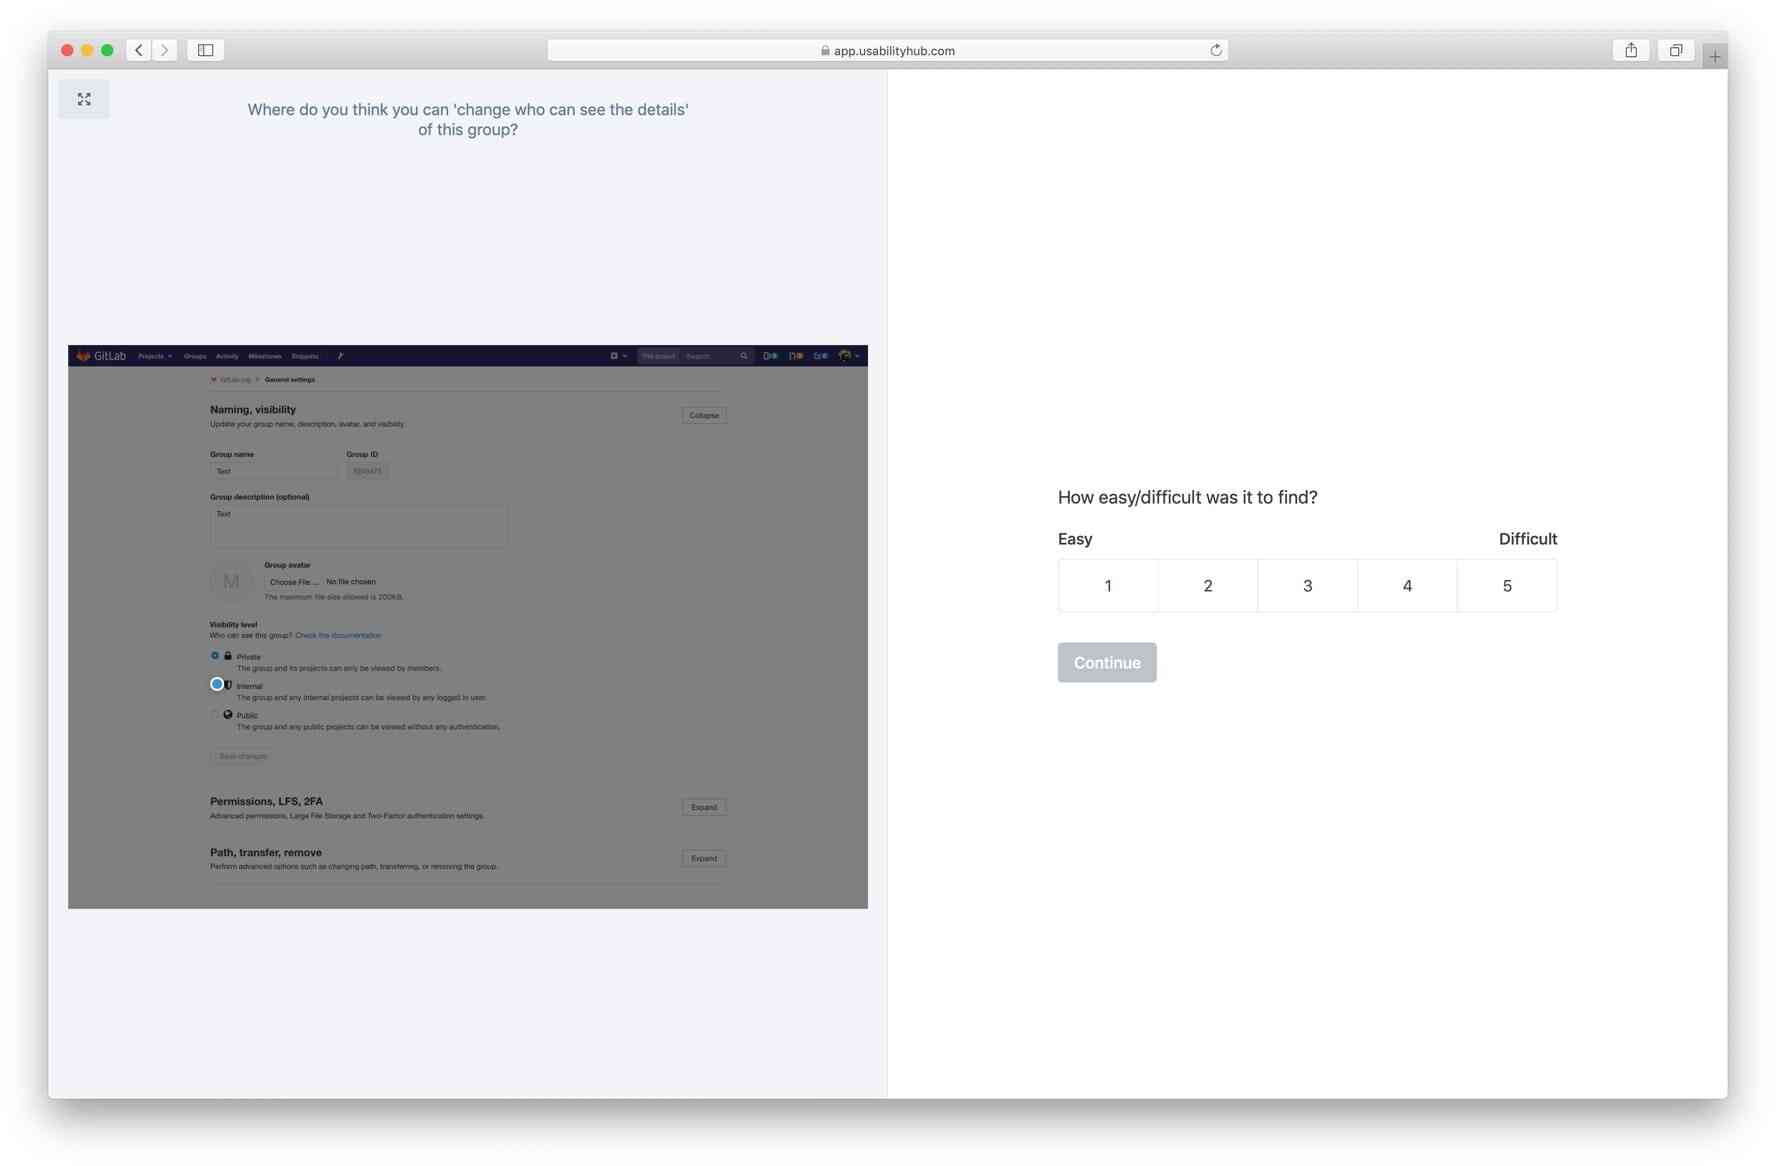 app.usabilityhub.com
Where do you think you can 'change who can see the details'
of this group?
GitLab Projects Groups Activity Milestones Snippets This project Search
GitLab.org > General settings
Naming, visibility
Collapse
Update your group name, description, avatar, and visibility.
Group name Group ID
Test
Group description (optional)
Test
Group avatar
M
Choose File ... No file chosen
The maximum file size allowed is 200KB.
Visibility level
Who can see this group? Check the documentation
Private
The group and its projects can only be viewed by members.
Internal
The group and any internal projects can be viewed by any logged in user.
Public
The group and any public projects can be viewed without any authentication.
Save changes
Permissions, LFS, 2FA
Expand
Advanced permissions, Large File Storage and Two-Factor authentication settings.
Path, transfer, remove
Expand
Perform advanced options such as changing path, transferring, or removing the group.
How easy/difficult was it to find?
Easy Difficult
1 2 3 4 5
Continue